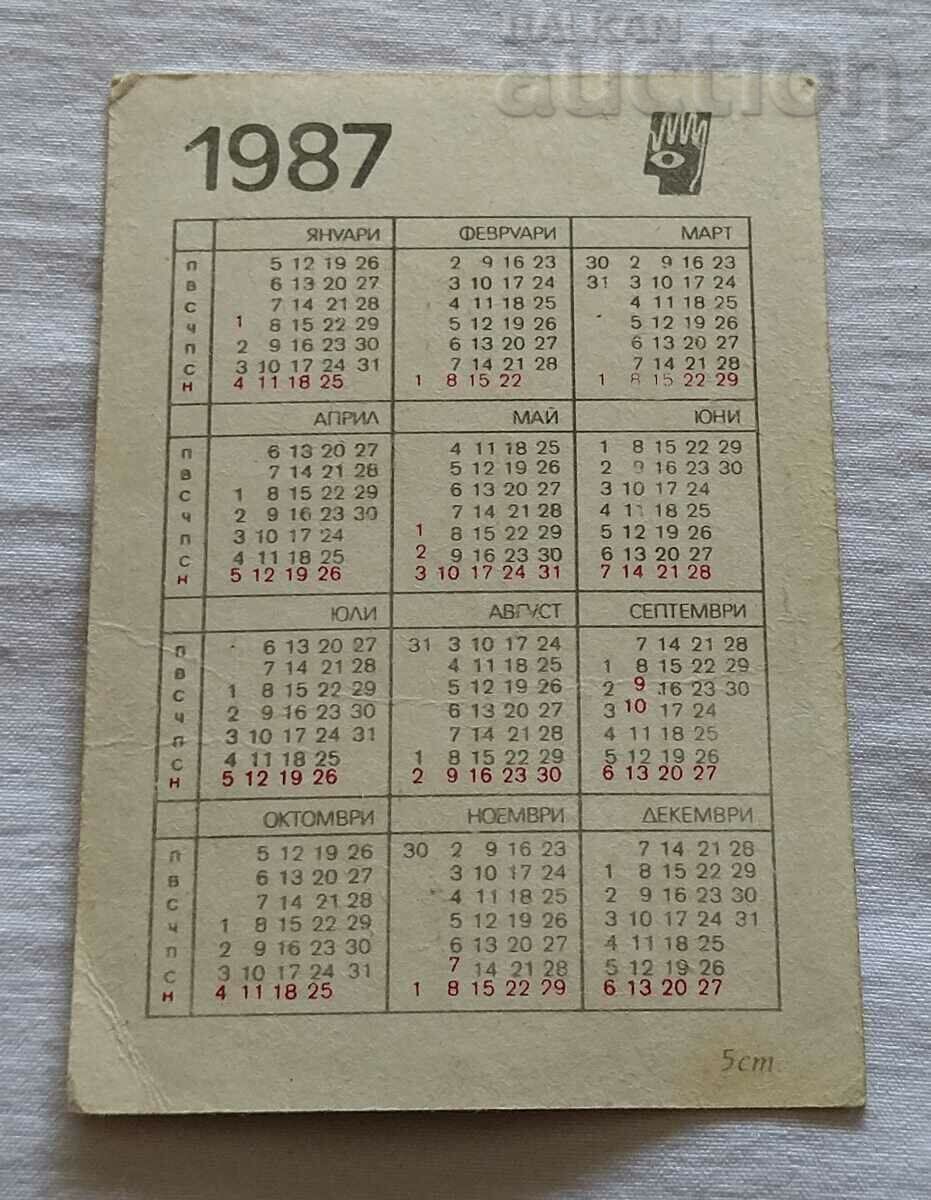 ПАLКАN
auction
1987
ЯНУАРИ ФЕВРУАРИ МАРТ
П 5 12 19 26 2 9 16 23 30 2 9 16 23
В 6 13 20 27 3 10 17 24 31 3 10 17 24
С 7 14 21 28 4 11 18 25 4 11 18 25
Ч 1 8 15 22 29 5 12 19 26 5 12 19 26
П 2 9 16 23 30 6 13 20 27 6 13 20 27
С 3 10 17 24 31 7 14 21 28 7 14 21 28
Н 4 11 18 25 1 8 15 22 1 8 15 22 29
АПРИЛ МАЙ ЮНИ
П 6 13 20 27 4 11 18 25 1 8 15 22 29
В 7 14 21 28 5 12 19 26 2 9 16 23 30
С 1 8 15 22 29 6 13 20 27 3 10 17 24
Ч 2 9 16 23 30 7 14 21 28 4 11 18 25
П 3 10 17 24 1 8 15 22 29 5 12 19 26
С 4 11 18 25 2 9 16 23 30 6 13 20 27
Н 5 12 19 26 3 10 17 24 31 7 14 21 28
ЮЛИ АВГУСТ СЕПТЕМВРИ
П 6 13 20 27 31 3 10 17 24 7 14 21 28
В 7 14 21 28 4 11 18 25 1 8 15 22 29
С 1 8 15 22 29 5 12 19 26 2 9 16 23 30
Ч 2 9 16 23 30 6 13 20 27 3 10 17 24
П 3 10 17 24 31 7 14 21 28 4 11 18 25
С 4 11 18 25 1 8 15 22 29 5 12 19 26
Н 5 12 19 26 2 9 16 23 30 6 13 20 27
ОКТОМВРИ НОЕМВРИ ДЕКЕМВРИ
П 5 12 19 26 30 2 9 16 23 7 14 21 28
В 6 13 20 27 3 10 17 24 1 8 15 22 29
С 7 14 21 28 4 11 18 25 2 9 16 23 30
Ч 1 8 15 22 29 5 12 19 26 3 10 17 24 31
П 2 9 16 23 30 6 13 20 27 4 11 18 25
С 3 10 17 24 31 7 14 21 28 5 12 19 26
Н 4 11 18 25 1 8 15 22 29 6 13 20 27
5 ст.